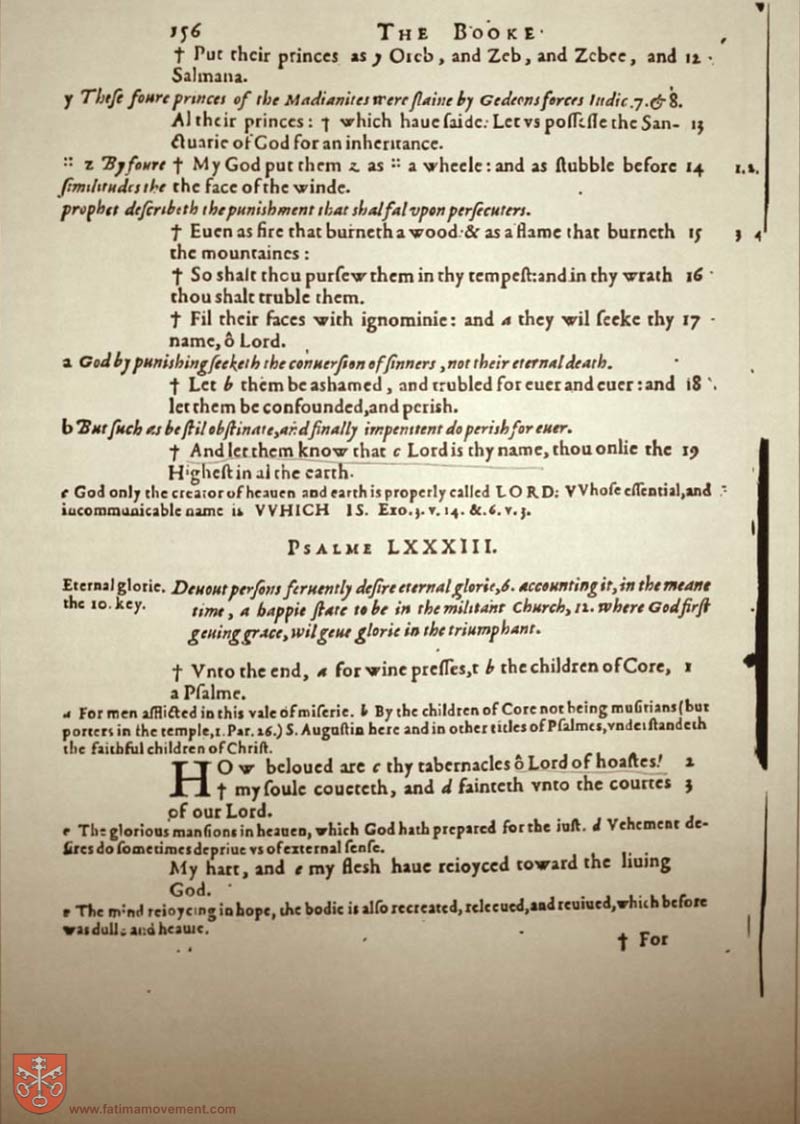 156 THE BOOKE
† Put their princes as y Oreb, and Zeb, and Zebee, and 12
Salmana.
y Theſe foure princes of the Madianites were ſlaine by Gedeons forces Iudic. 7. & 8.
Al their princes: † which haue ſaide: Let vs poſſeſſe the San- 13
ctuarie of God for an inheritance.
:: z By foure † My God put them z as :: a wheele: and as ſtubble before 14 1.2.
ſimilitudes the the face of the winde.
prophet deſcribeth the punishment that shal fal vpon perſecuters.
† Euen as fire that burneth a wood: & as a flame that burneth 15 3 4
the mountaines:
† So shalt thou purſew them in thy tempeſt: and in thy wrath 16
thou shalt truble them.
† Fil their faces with ignominie: and a they wil ſeeke thy 17
name, ô Lord.
a God by punishing ſeeketh the conuerſion of ſinners, not their eternal death.
† Let b them be ashamed, and trubled for euer and euer: and 18
let them be confounded, and perish.
b But ſuch as be ſtil obſtinate, and finally impenitent do perish for euer.
† And let them know that c Lord is thy name, thou onlie the 19
Higheſt in al the earth.
c God only the creator of heauen and earth is properly called LORD: VVhoſe eſſential, and
incommunicable name is VVHICH IS. Exo. 3. v. 14. &. 6. v. 3.
PSALME LXXXIII.
Eternal glorie. Deuout perſons feruently deſire eternal glorie, 6. accounting it, in the meane
the 10. key. time, a happie ſtate to be in the militant Church, 12. where God firſt
geuing grace, wil geue glorie in the triumphant.
† Vnto the end, a for wine preſſes, t b the children of Core, 1
a Pſalme.
a For men afflicted in this vale of miſerie. b By the children of Core not being muſitians (but
porters in the temple, 1. Par. 26.) S. Auguſtin here and in other titles of Pſalmes, vnderſtandeth
the faithful children of Chriſt.
HOw beloued are c thy tabernacles ô Lord of hoaſtes! 2
† my ſoule coueteth, and d fainteth vnto the courtes 3
of our Lord.
c The glorious manſions in heauen, which God hath prepared for the iuſt. d Vehement de-
ſires do ſometimes depriue vs of external ſenſe.
My hart, and e my flesh haue reioyced toward the liuing
God.
e The mind reioycing in hope, the bodie is alſo recreated, releeued, and reuiued, which before
was dulle and heauie.
† For
www.fatimamovement.com